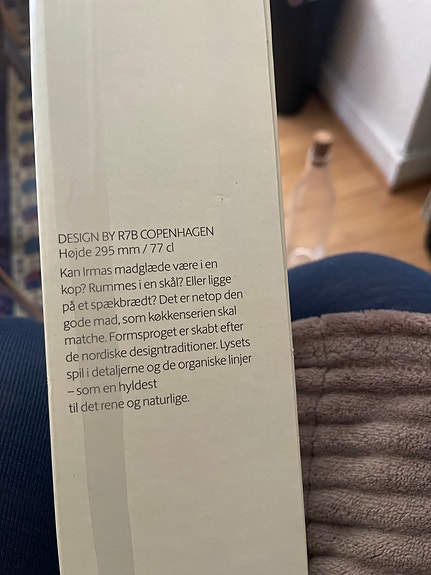 DESIGN BY R7B COPENHAGEN
Højde 295 mm / 77 cl
Kan Irmas madglæde være i en
kop? Rummes i en skål? Eller ligge
på et spækbrædt? Det er netop den
gode mad, som køkkenserien skal
matche. Formsproget er skabt efter
de nordiske designtraditioner. Lysets
spil i detaljerne og de organiske linjer
– som en hyldest
til det rene og naturlige.